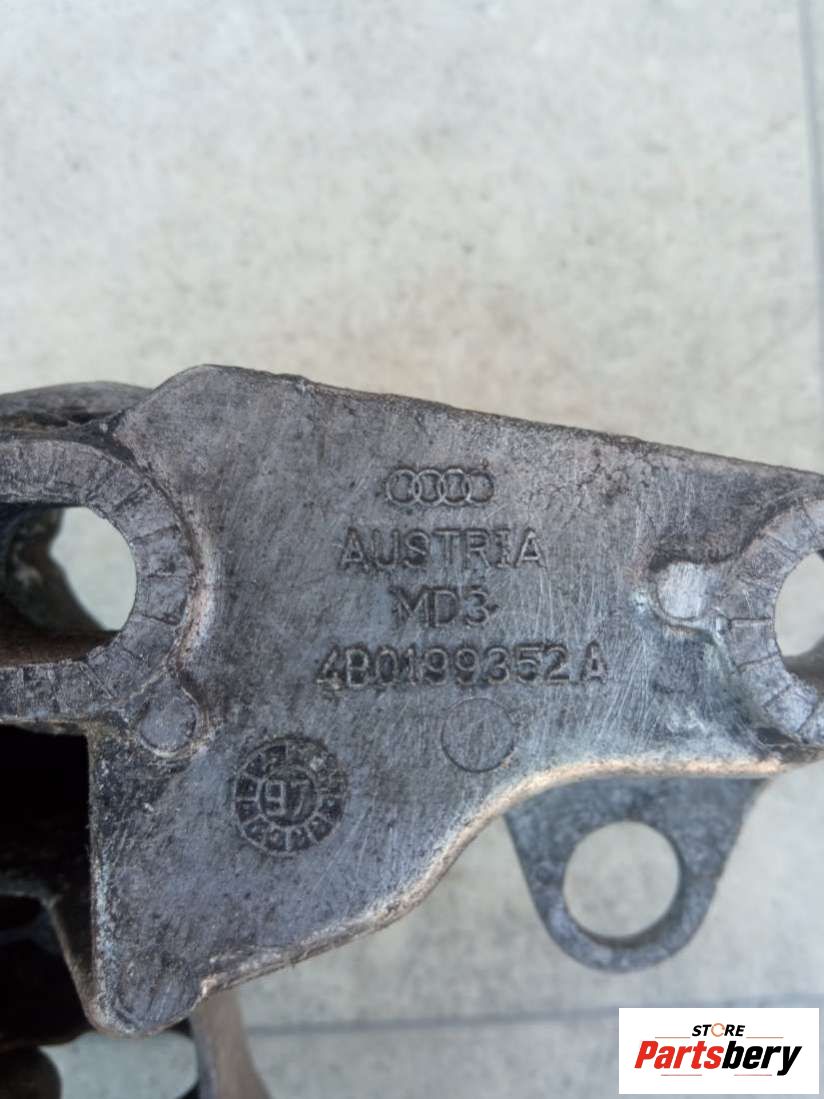 AUSTRIA
MD3
4B0199352A
97
STORE
Partsbery